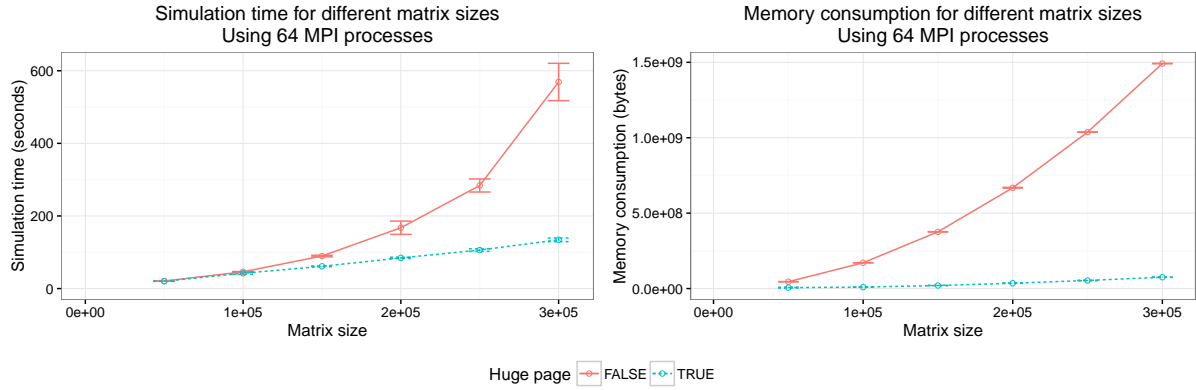 Simulation time for different matrix sizes
Using 64 MPI processes
Simulation time (seconds)
600
400
200
0
0e+00 1e+05 2e+05 3e+05
Matrix size
Memory consumption for different matrix sizes
Using 64 MPI processes
Memory consumption (bytes)
1.5e+09
1.0e+09
5.0e+08
0.0e+00
0e+00 1e+05 2e+05 3e+05
Matrix size
Huge page FALSE TRUE